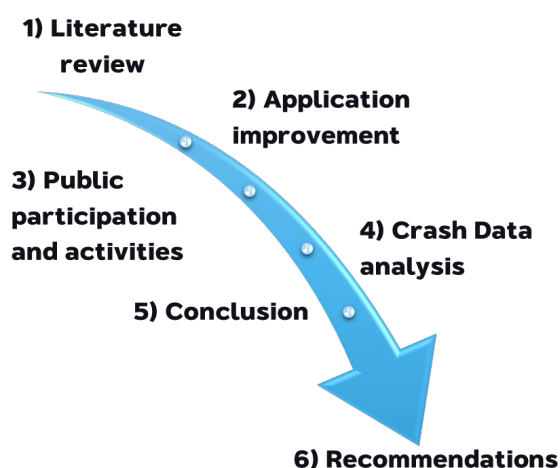 1) Literature
review
2) Application
improvement
3) Public
participation
and activities
4) Crash Data
analysis
5) Conclusion
6) Recommendations